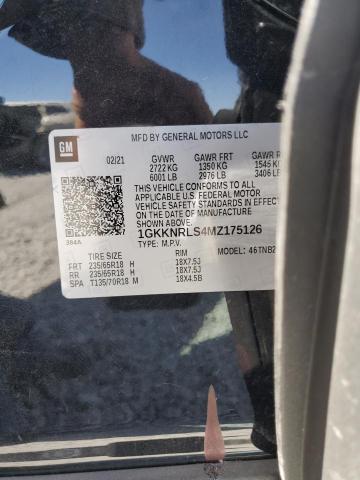 GM
MFD BY GENERAL MOTORS LLC
02/21 GVWR GAWR FRT GAWR R
2722 KG 1350 KG 1545 KG
6001 LB 2976 LB 3406 LB
THIS VEHICLE CONFORMS TO ALL
APPLICABLE U.S. FEDERAL MOTOR
VEHICLE SAFETY STANDARDS IN
EFFECT ON THE DATE OF
MANUFACTURE SHOWN ABOVE.
384A
1GKKNRLS4MZ175126
TYPE: M.P.V. MODEL: 46TNB2
TIRE SIZE RIM
FRT 235/65R18 H 18X7.5J
RR 235/65R18 H 18X7.5J
SPA T135/70R18 M 18X4.5B